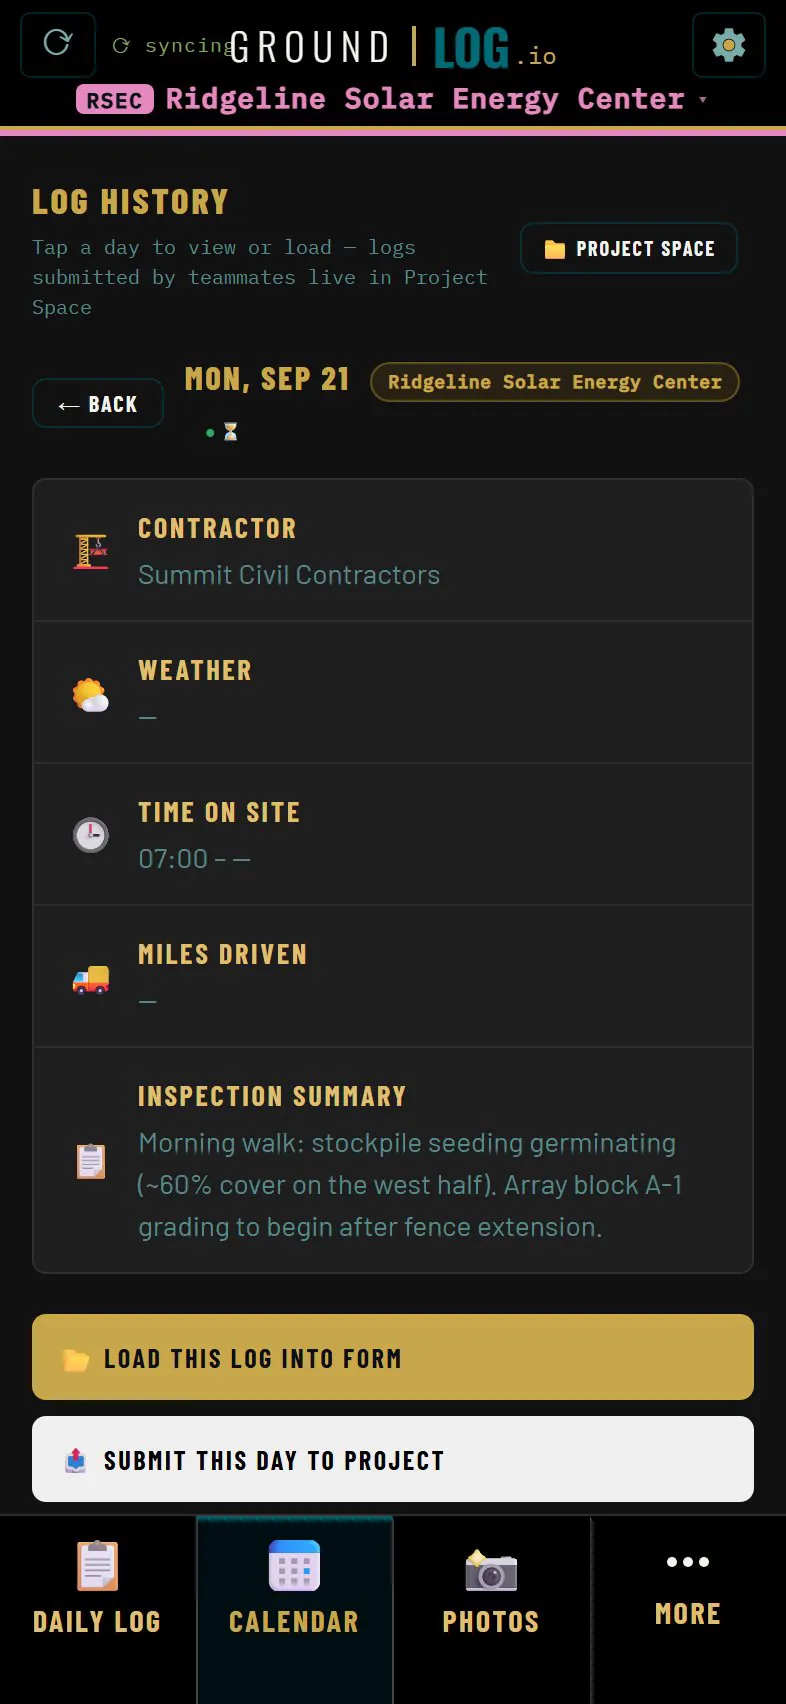 ⟳ syncing GROUND | LOG.io
RSEC Ridgeline Solar Energy Center ▾
LOG HISTORY
Tap a day to view or load — logs
submitted by teammates live in Project
Space
PROJECT SPACE
← BACK
MON, SEP 21
Ridgeline Solar Energy Center
CONTRACTOR
Summit Civil Contractors
WEATHER
—
TIME ON SITE
07:00 – —
MILES DRIVEN
—
INSPECTION SUMMARY
Morning walk: stockpile seeding germinating
(~60% cover on the west half). Array block A-1
grading to begin after fence extension.
LOAD THIS LOG INTO FORM
SUBMIT THIS DAY TO PROJECT
DAILY LOG
CALENDAR
PHOTOS
MORE